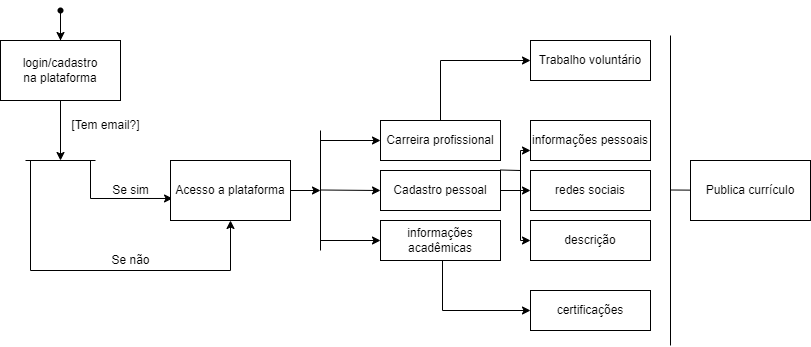 login/cadastro
na plataforma
[Tem email?]
Se sim
Se não
Acesso a plataforma
Carreira profissional
Cadastro pessoal
informações
acadêmicas
Trabalho voluntário
informações pessoais
redes sociais
descrição
certificações
Publica currículo